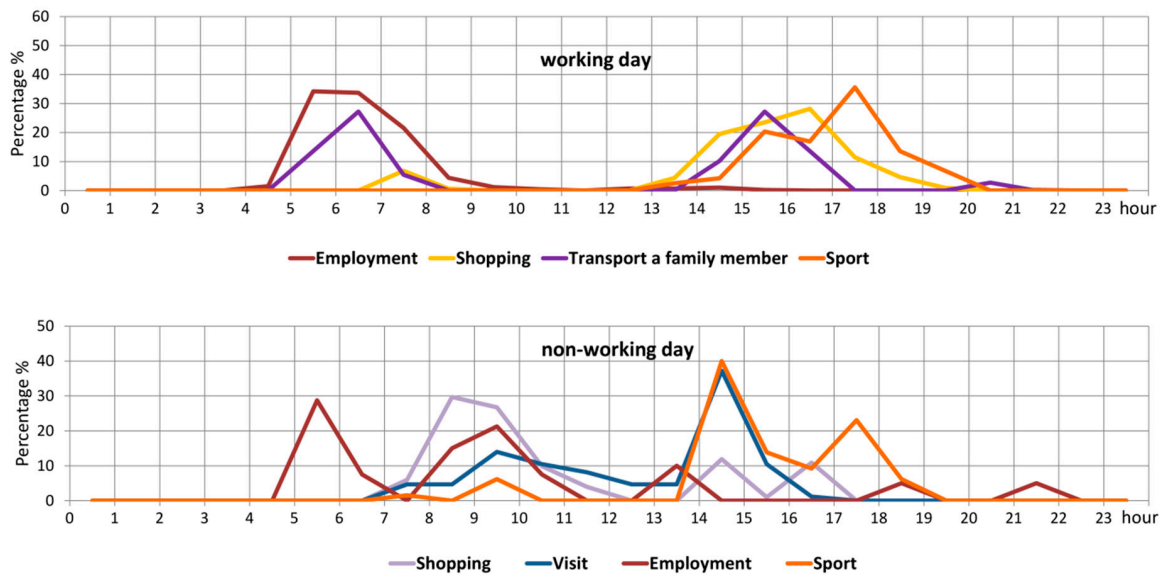 60
50
40
30
20
10
0
Percentage %
working day
0 1 2 3 4 5 6 7 8 9 10 11 12 13 14 15 16 17 18 19 20 21 22 23 hour
Employment Shopping Transport a family member Sport
50
40
30
20
10
0
Percentage %
non-working day
0 1 2 3 4 5 6 7 8 9 10 11 12 13 14 15 16 17 18 19 20 21 22 23 hour
Shopping Visit Employment Sport